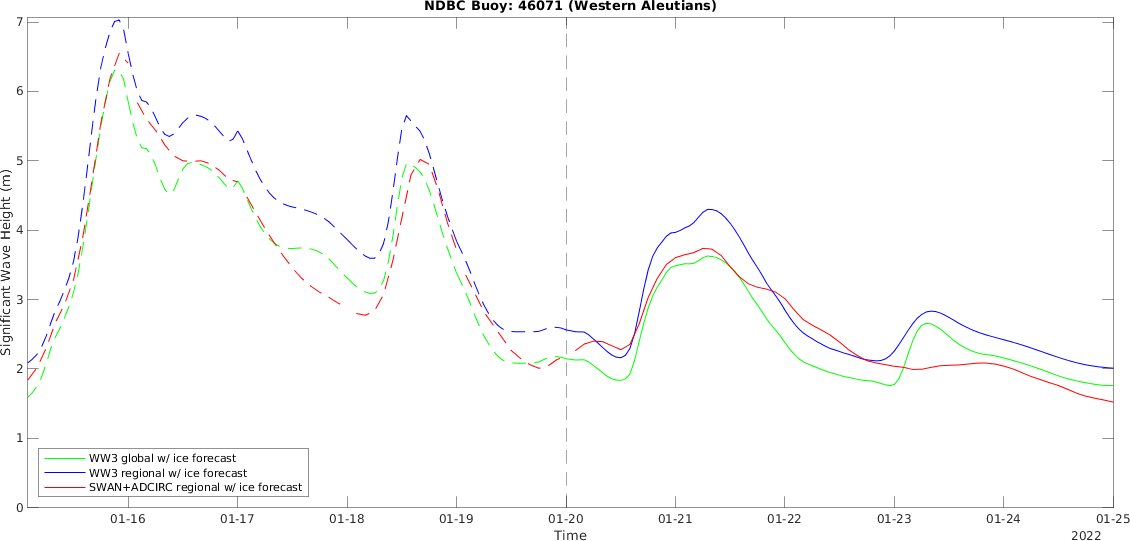 NDBC Buoy: 46071 (Western Aleutians)
7
6
5
4
3
2
1
0
Significant Wave Height (m)
WW3 global w/ ice forecast
WW3 regional w/ ice forecast
SWAN+ADCIRC regional w/ ice forecast
01-16 01-17 01-18 01-19 01-20 01-21 01-22 01-23 01-24 01-25
Time
2022